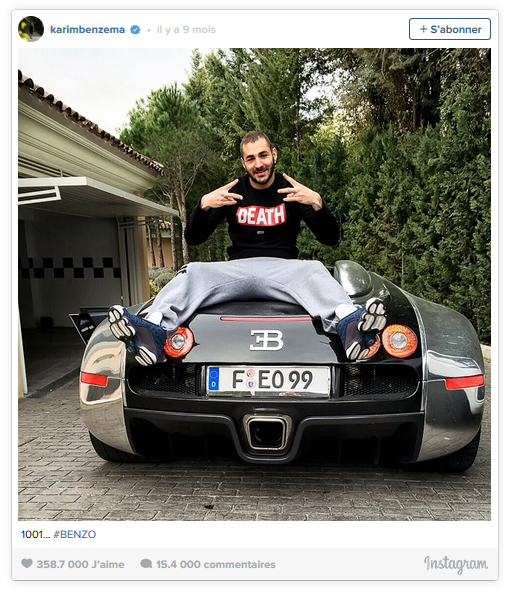 karimbenzema • il y a 9 mois
+ S'abonner
DEATH
EB
D
F EO 99
1001... #BENZO
358.7 000 J'aime 15.4 000 commentaires
Instagram